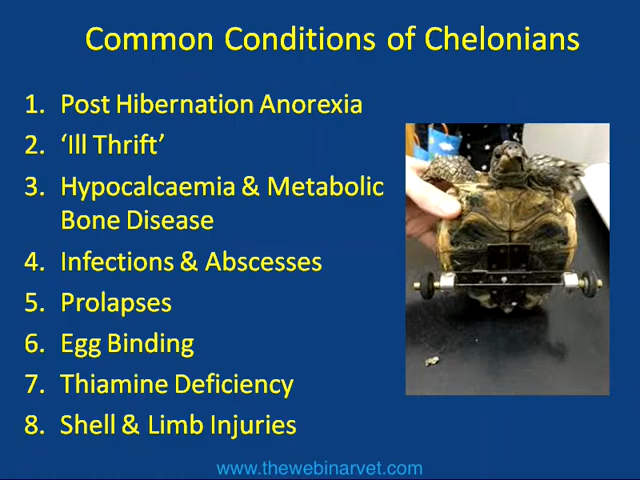 Common Conditions of Chelonians
1. Post Hibernation Anorexia
2. ‘Ill Thrift’
3. Hypocalcaemia & Metabolic
Bone Disease
4. Infections & Abscesses
5. Prolapses
6. Egg Binding
7. Thiamine Deficiency
8. Shell & Limb Injuries
www.thewebinarvet.com